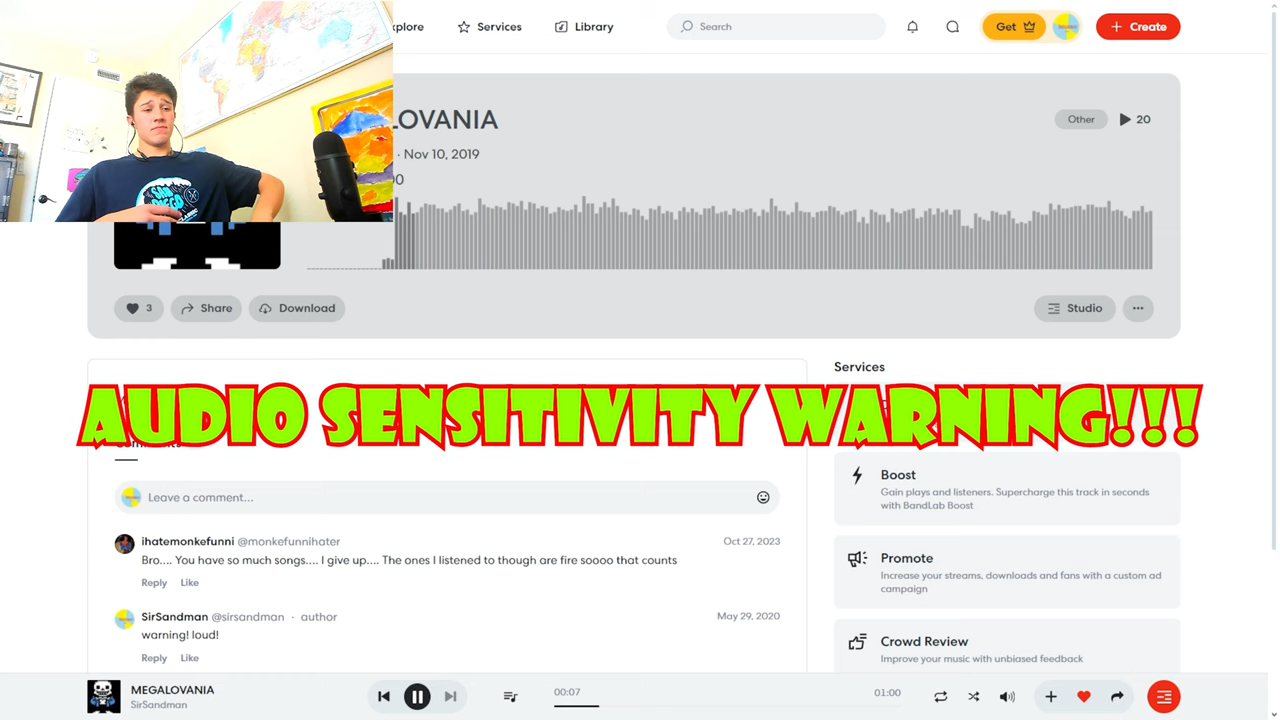 xplore
Services
Library
Search
Get
Create
LOVANIA
Other
20
· Nov 10, 2019
00
3
Share
Download
Studio
Services
AUDIO SENSITIVITY WARNING!!!
Leave a comment...
Boost
Gain plays and listeners. Supercharge this track in seconds
with BandLab Boost
ihatemonkefunni @monkefunnihater
Oct 27, 2023
Bro.... You have so much songs.... I give up.... The ones I listened to though are fire soooo that counts
Reply Like
Promote
Increase your streams, downloads and fans with a custom ad
campaign
SirSandman @sirsandman · author
May 29, 2020
warning! loud!
Reply Like
Crowd Review
Improve your music with unbiased feedback
MEGALOVANIA
SirSandman
00:07
01:00